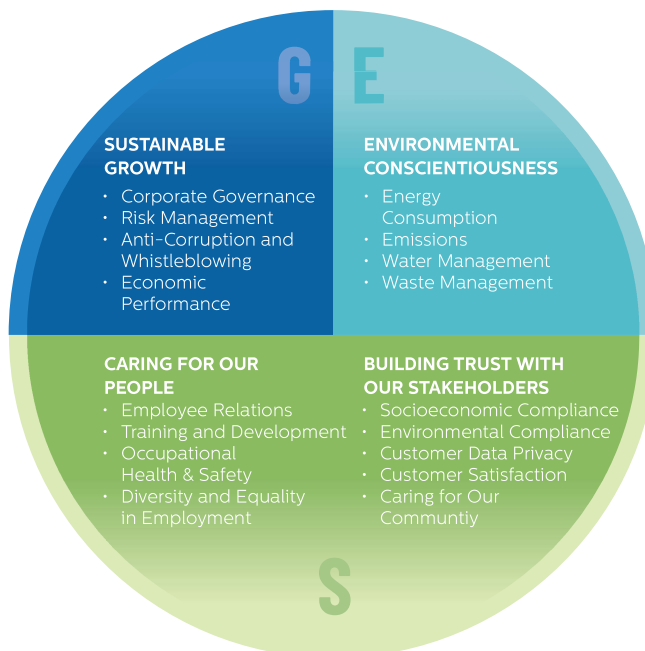 G E
SUSTAINABLE
GROWTH
· Corporate Governance
· Risk Management
· Anti-Corruption and
Whistleblowing
· Economic
Performance
ENVIRONMENTAL
CONSCIENTIOUSNESS
· Energy
Consumption
· Emissions
· Water Management
· Waste Management
CARING FOR OUR
PEOPLE
· Employee Relations
· Training and Development
· Occupational
Health & Safety
· Diversity and Equality
in Employment
BUILDING TRUST WITH
OUR STAKEHOLDERS
· Socioeconomic Compliance
· Environmental Compliance
· Customer Data Privacy
· Customer Satisfaction
· Caring for Our
Communtiy
S